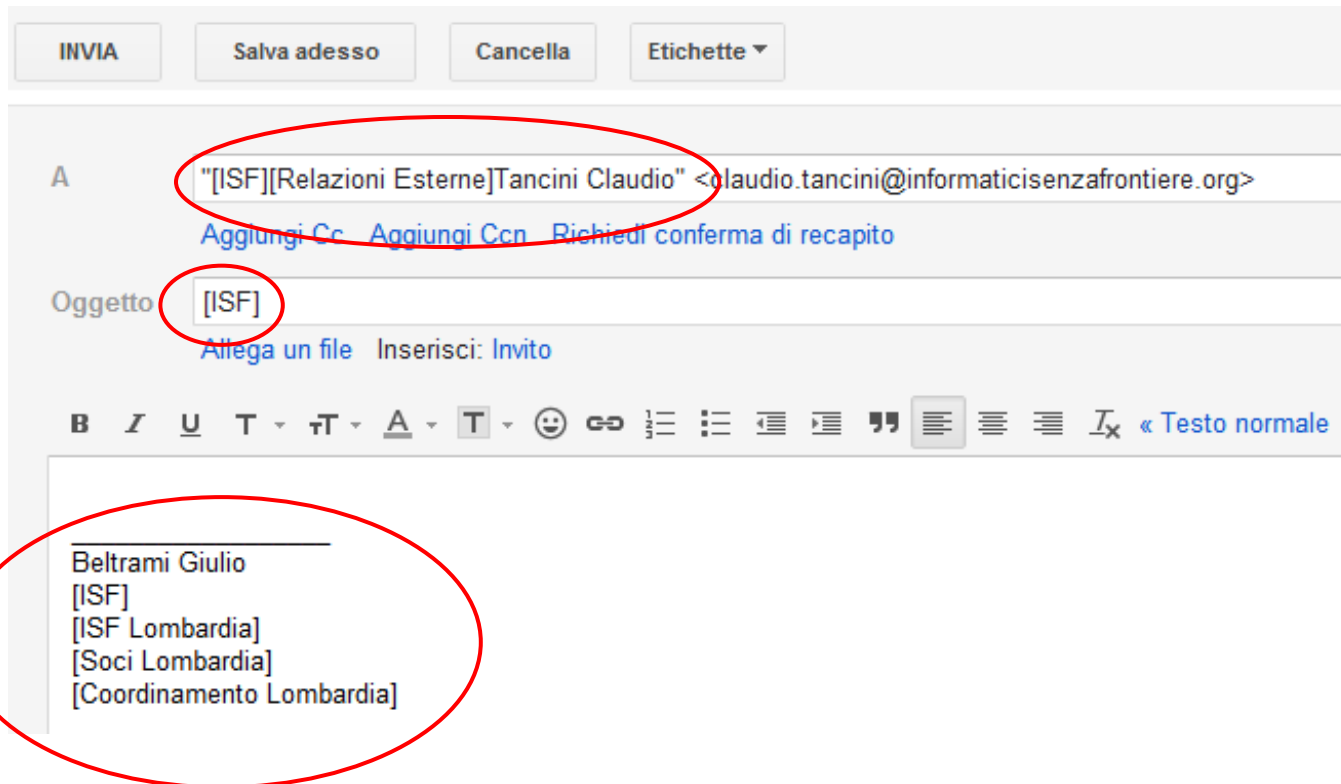 INVIA Salva adesso Cancella Etichette
A "[ISF][Relazioni Esterne]Tancini Claudio" <claudio.tancini@informaticisenzafrontiere.org>
Aggiungi Cc Aggiungi Ccn Richiedi conferma di recapito
Oggetto [ISF]
Allega un file Inserisci: Invito
B I U T T A T Tx « Testo normale
Beltrami Giulio
[ISF]
[ISF Lombardia]
[Soci Lombardia]
[Coordinamento Lombardia]